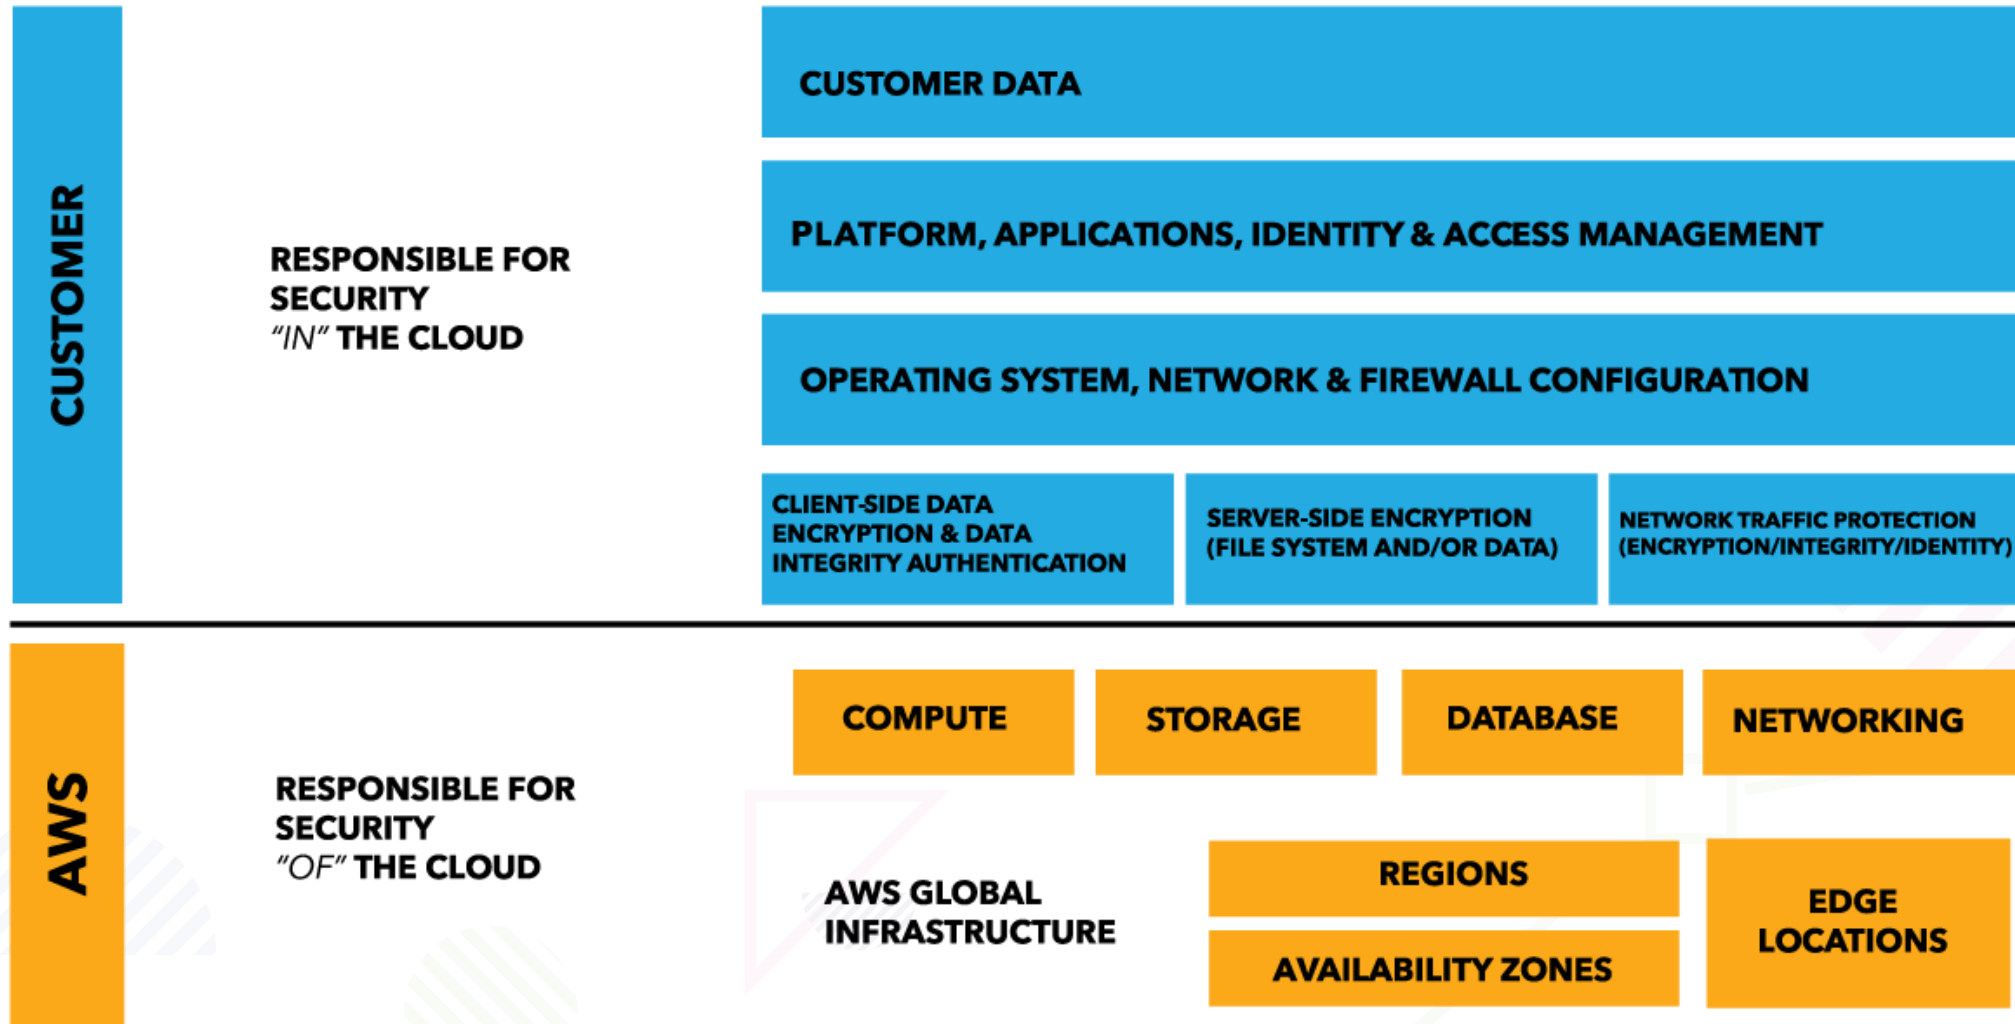 CUSTOMER
RESPONSIBLE FOR
SECURITY
"IN" THE CLOUD
CUSTOMER DATA
PLATFORM, APPLICATIONS, IDENTITY & ACCESS MANAGEMENT
OPERATING SYSTEM, NETWORK & FIREWALL CONFIGURATION
CLIENT-SIDE DATA
ENCRYPTION & DATA
INTEGRITY AUTHENTICATION
SERVER-SIDE ENCRYPTION
(FILE SYSTEM AND/OR DATA)
NETWORK TRAFFIC PROTECTION
(ENCRYPTION/INTEGRITY/IDENTITY)
AWS
RESPONSIBLE FOR
SECURITY
"OF" THE CLOUD
COMPUTE
STORAGE
DATABASE
NETWORKING
AWS GLOBAL
INFRASTRUCTURE
REGIONS
AVAILABILITY ZONES
EDGE
LOCATIONS